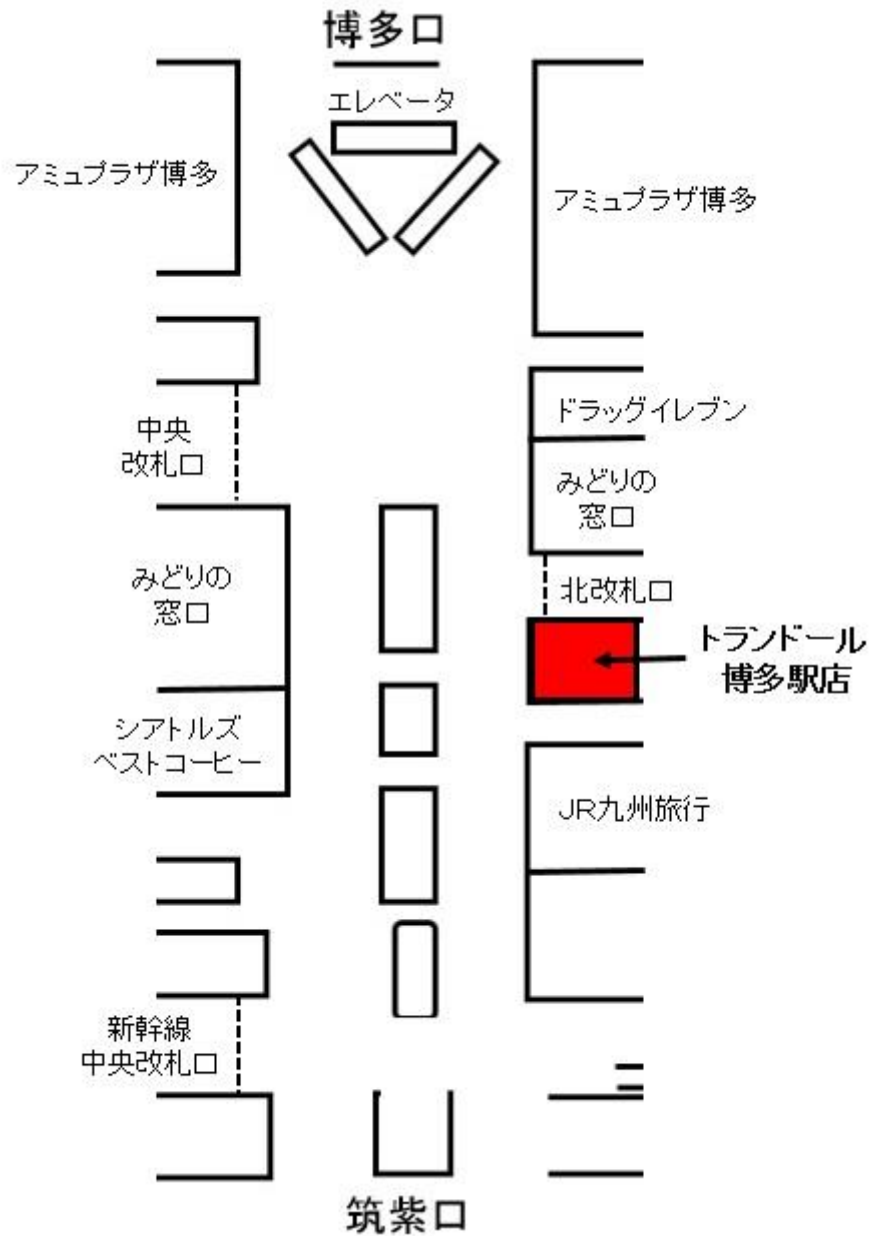 博多口
エレベータ
アミュプラザ博多
アミュプラザ博多
ドラッグイレブン
中央
改札口
みどりの
窓口
みどりの
窓口
北改札口
トランドール
博多駅店
シアトルズ
ベストコーヒー
JR九州旅行
新幹線
中央改札口
筑紫口